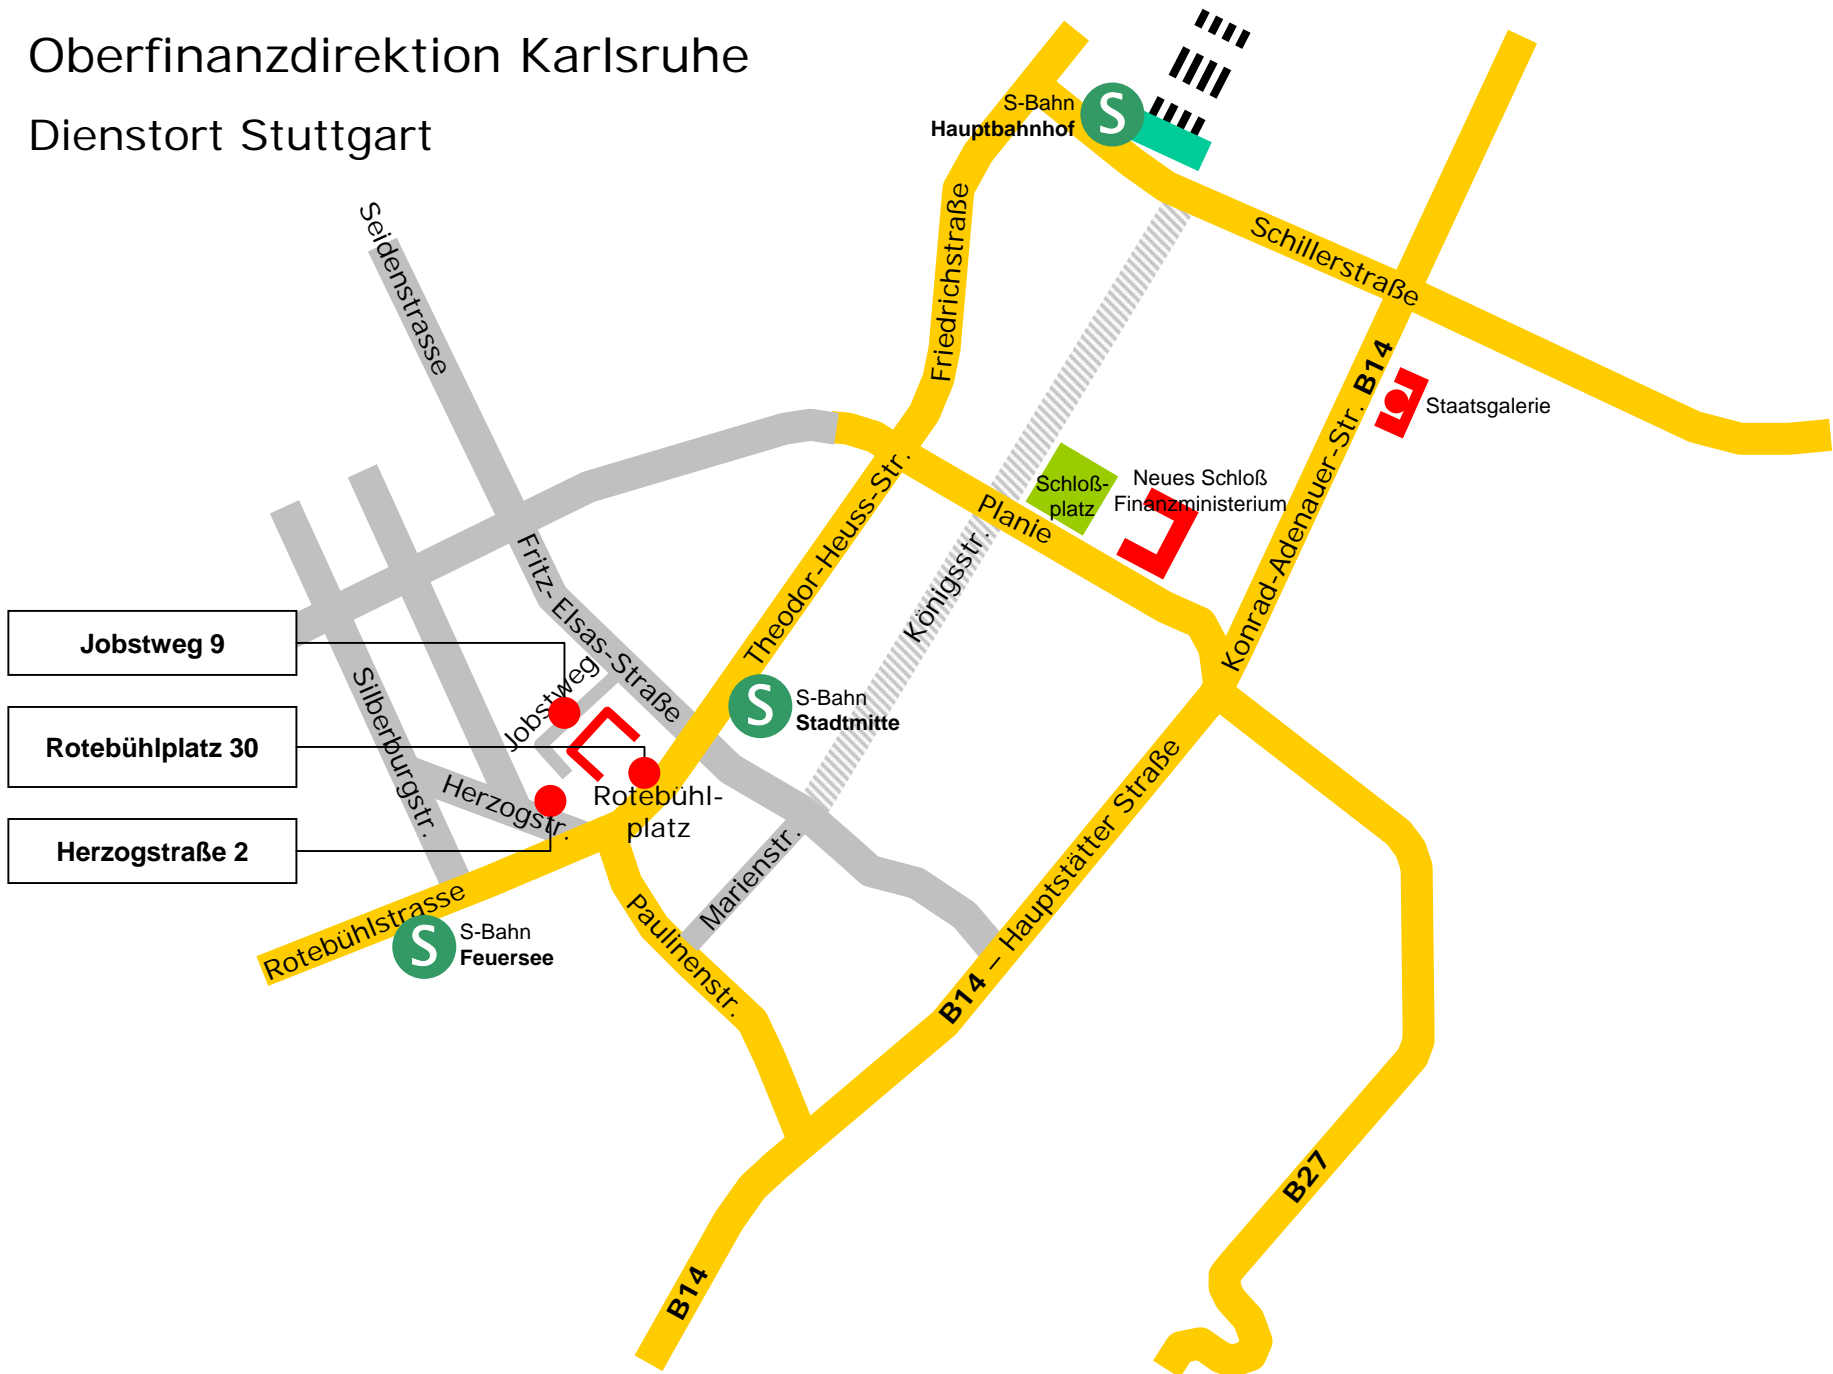 Oberfinanzdirektion Karlsruhe
Dienstort Stuttgart
S-Bahn
Hauptbahnhof
S
Seidenstrasse
Friedrichstraße
Schillerstraße
Konrad-Adenauer-Str. B14
Staatsgalerie
Schloß-
platz
Neues Schloß
Finanzministerium
Planie
Königsstr.
Theodor-Heuss-Str.
Fritz-Elsas-Straße
Jobstweg 9
Rotebühlplatz 30
Herzogstraße 2
Jobstweg
Silberburgstr.
Herzogstr.
Rotebühl-
platz
S
S-Bahn
Stadtmitte
Marienstr.
Rotebühlstrasse
S
S-Bahn
Feuersee
Paulinenstr.
B14 – Hauptstätter Straße
B14
B27